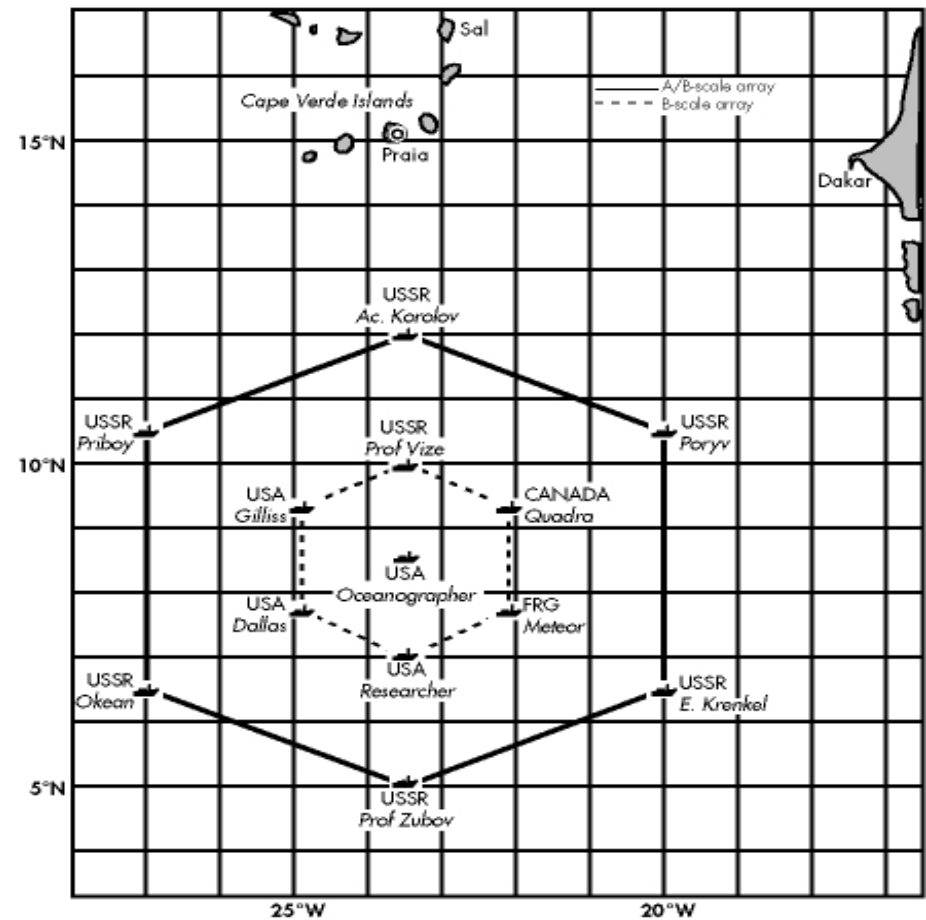 Sal
A/B-scale array
B-scale array
Cape Verde Islands
15°N
Praia
Dakar
USSR
Ac. Korolov
USSR
Priboy
USSR
Poryv
USSR
Prof Vize
10°N
USA
Gilliss
CANADA
Quadra
USA
Oceanographer
USA
Dallas
FRG
Meteor
USA
Researcher
USSR
Okean
USSR
E. Krenkel
5°N
USSR
Prof Zubov
25°W
20°W